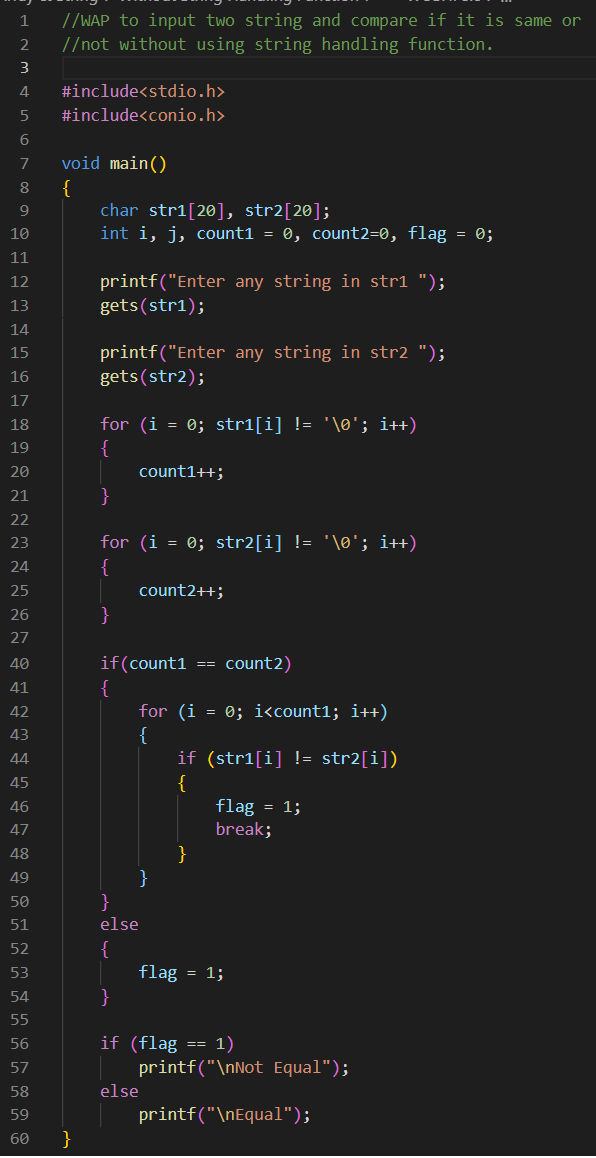 1 //WAP to input two string and compare if it is same or
2 //not without using string handling function.
3
4 #include<stdio.h>
5 #include<conio.h>
6
7 void main()
8 {
9     char str1[20], str2[20];
10     int i, j, count1 = 0, count2=0, flag = 0;
11
12     printf("Enter any string in str1 ");
13     gets(str1);
14
15     printf("Enter any string in str2 ");
16     gets(str2);
17
18     for (i = 0; str1[i] != '\0'; i++)
19     {
20         count1++;
21     }
22
23     for (i = 0; str2[i] != '\0'; i++)
24     {
25         count2++;
26     }
27
40     if(count1 == count2)
41     {
42         for (i = 0; i<count1; i++)
43         {
44             if (str1[i] != str2[i])
45             {
46                 flag = 1;
47                 break;
48             }
49         }
50     }
51     else
52     {
53         flag = 1;
54     }
55
56     if (flag == 1)
57         printf("\nNot Equal");
58     else
59         printf("\nEqual");
60 }